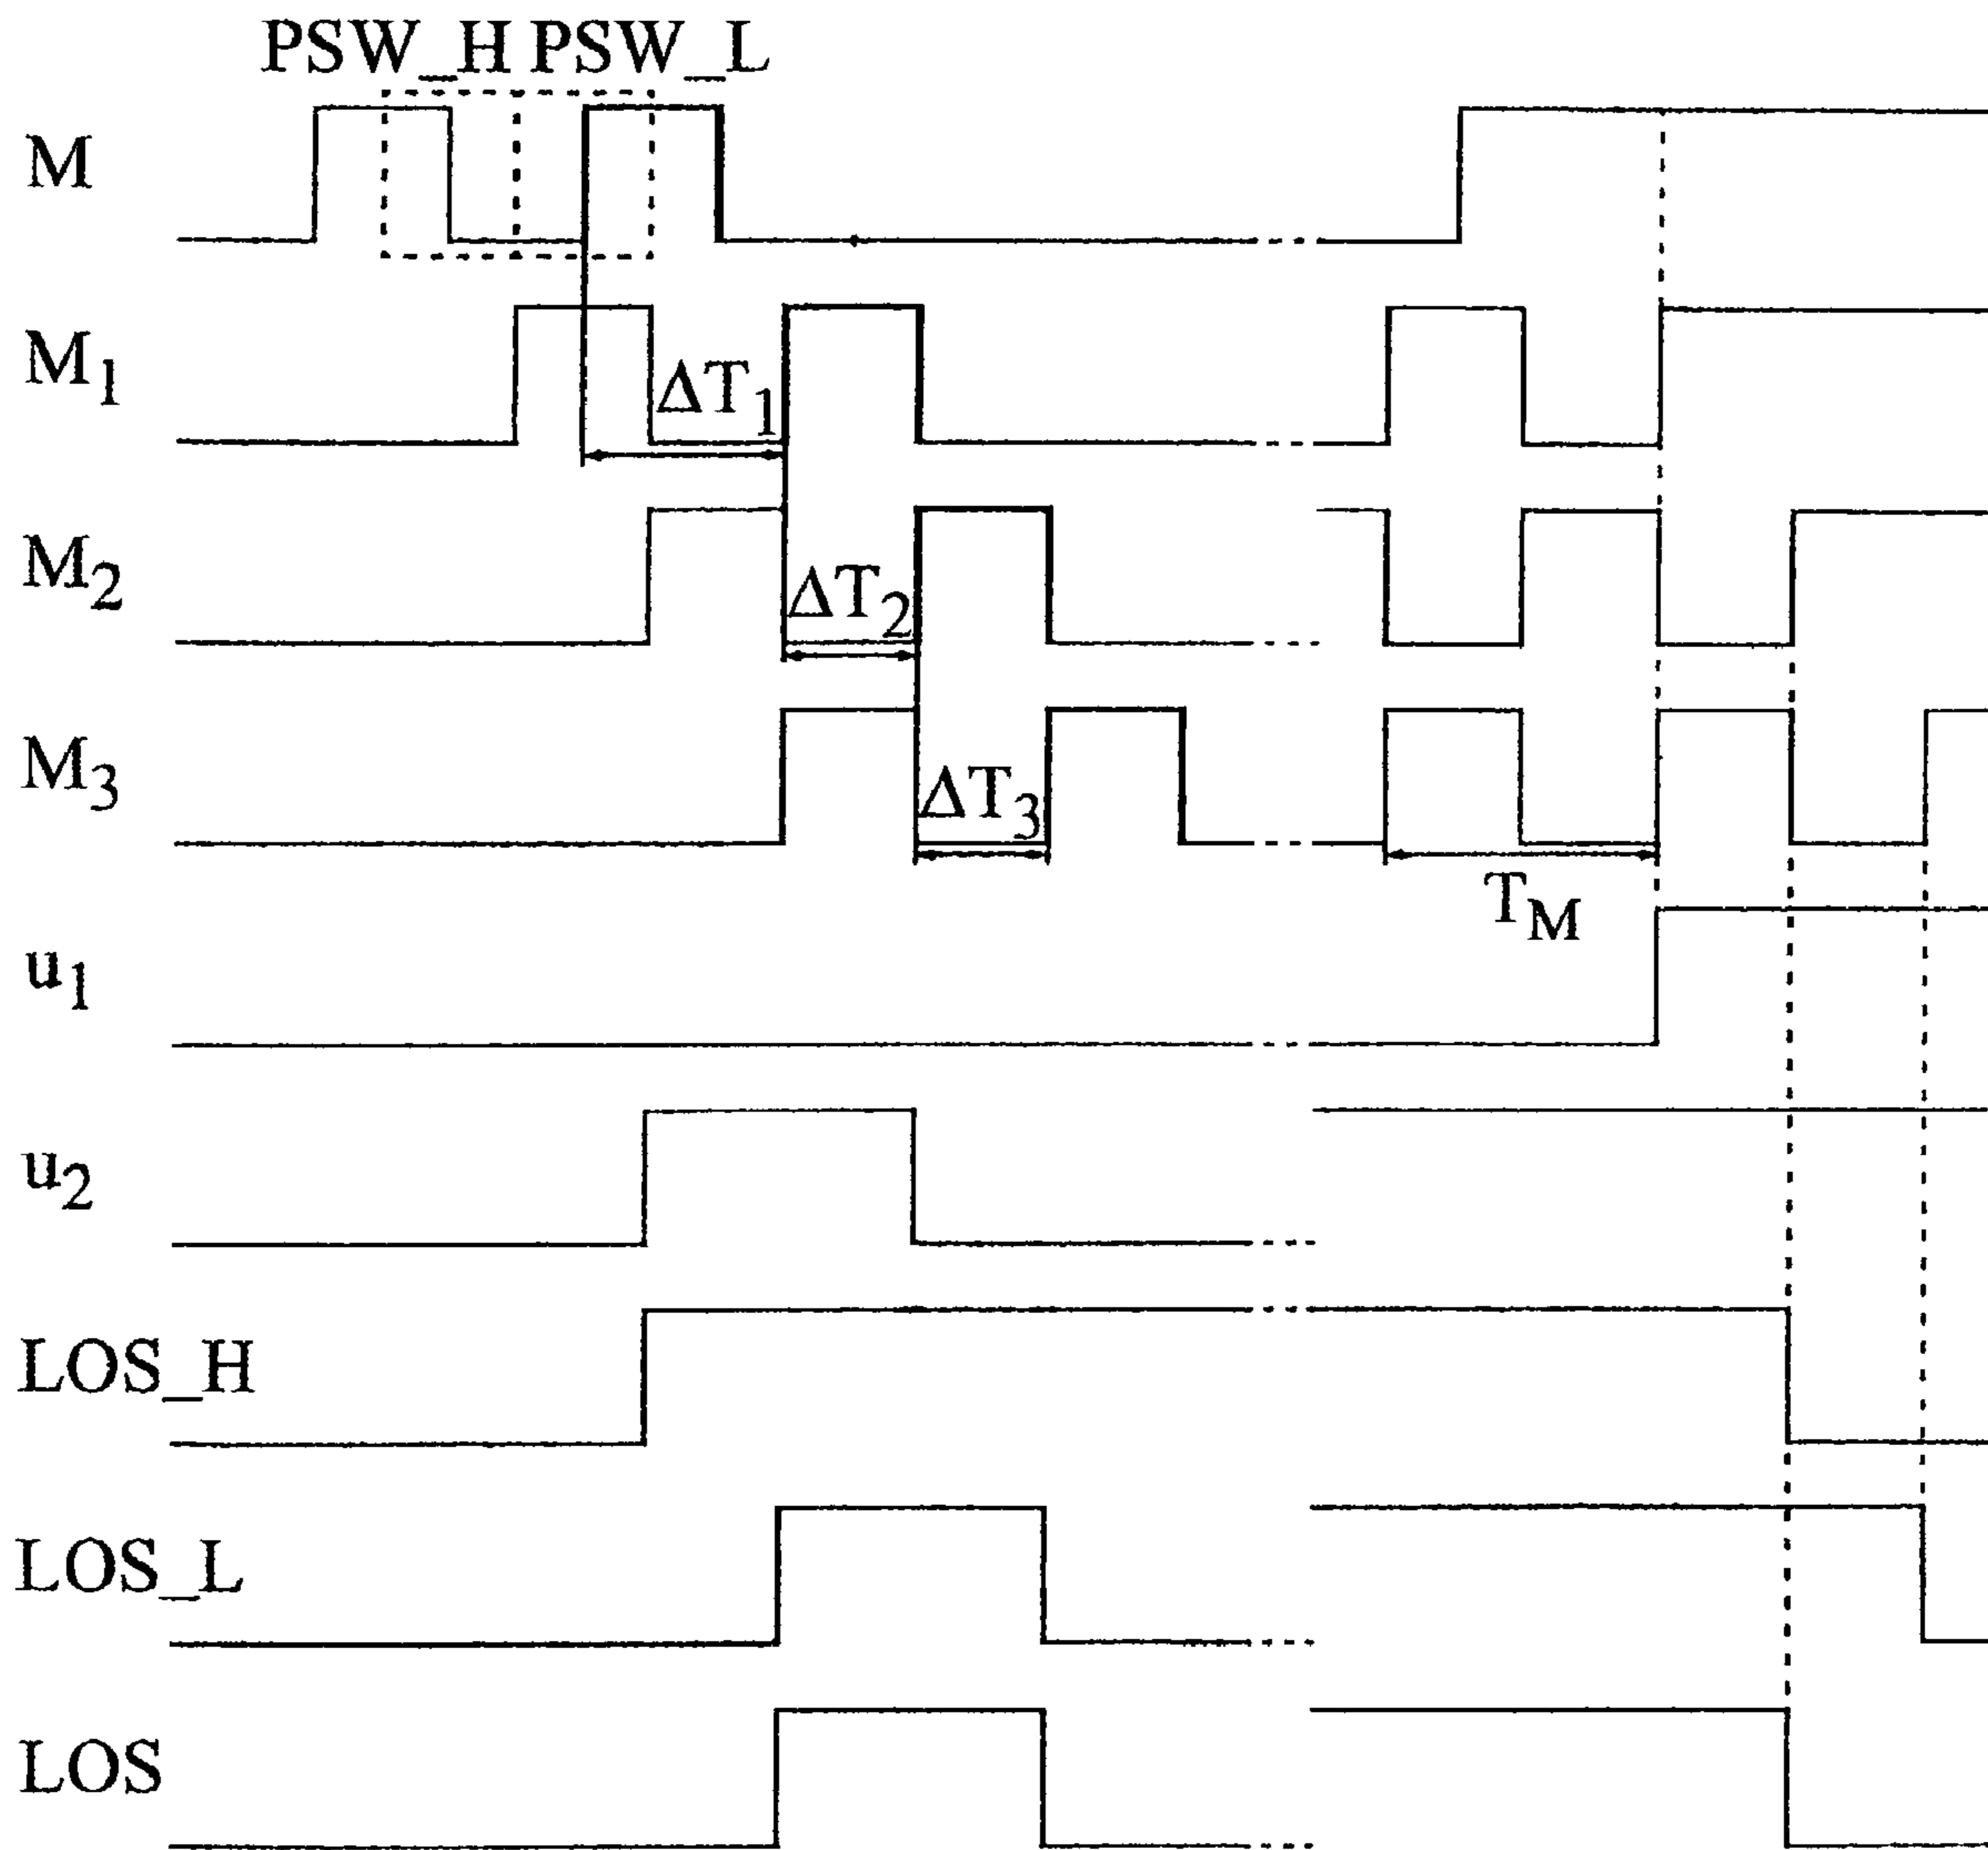 PSW_H PSW_L
M
M1
ΔT1
M2
ΔT2
M3
ΔT3
TM
u1
u2
LOS_H
LOS_L
LOS